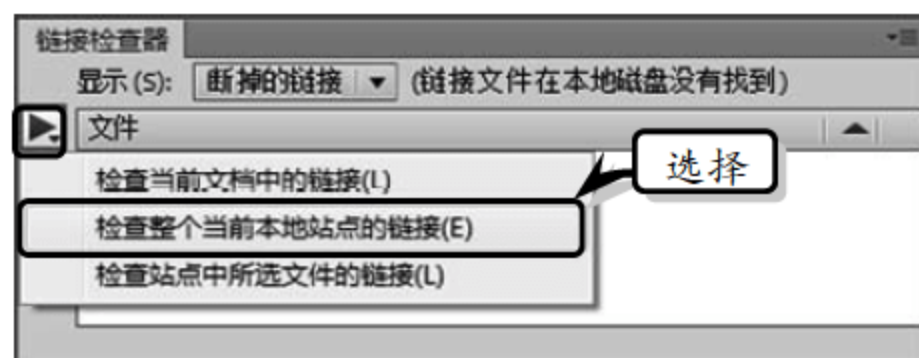 链接检查器
显示(S): 断掉的链接 (链接文件在本地磁盘没有找到)
文件
选择
检查当前文档中的链接(L)
检查整个当前本地站点的链接(E)
检查站点中所选文件的链接(L)